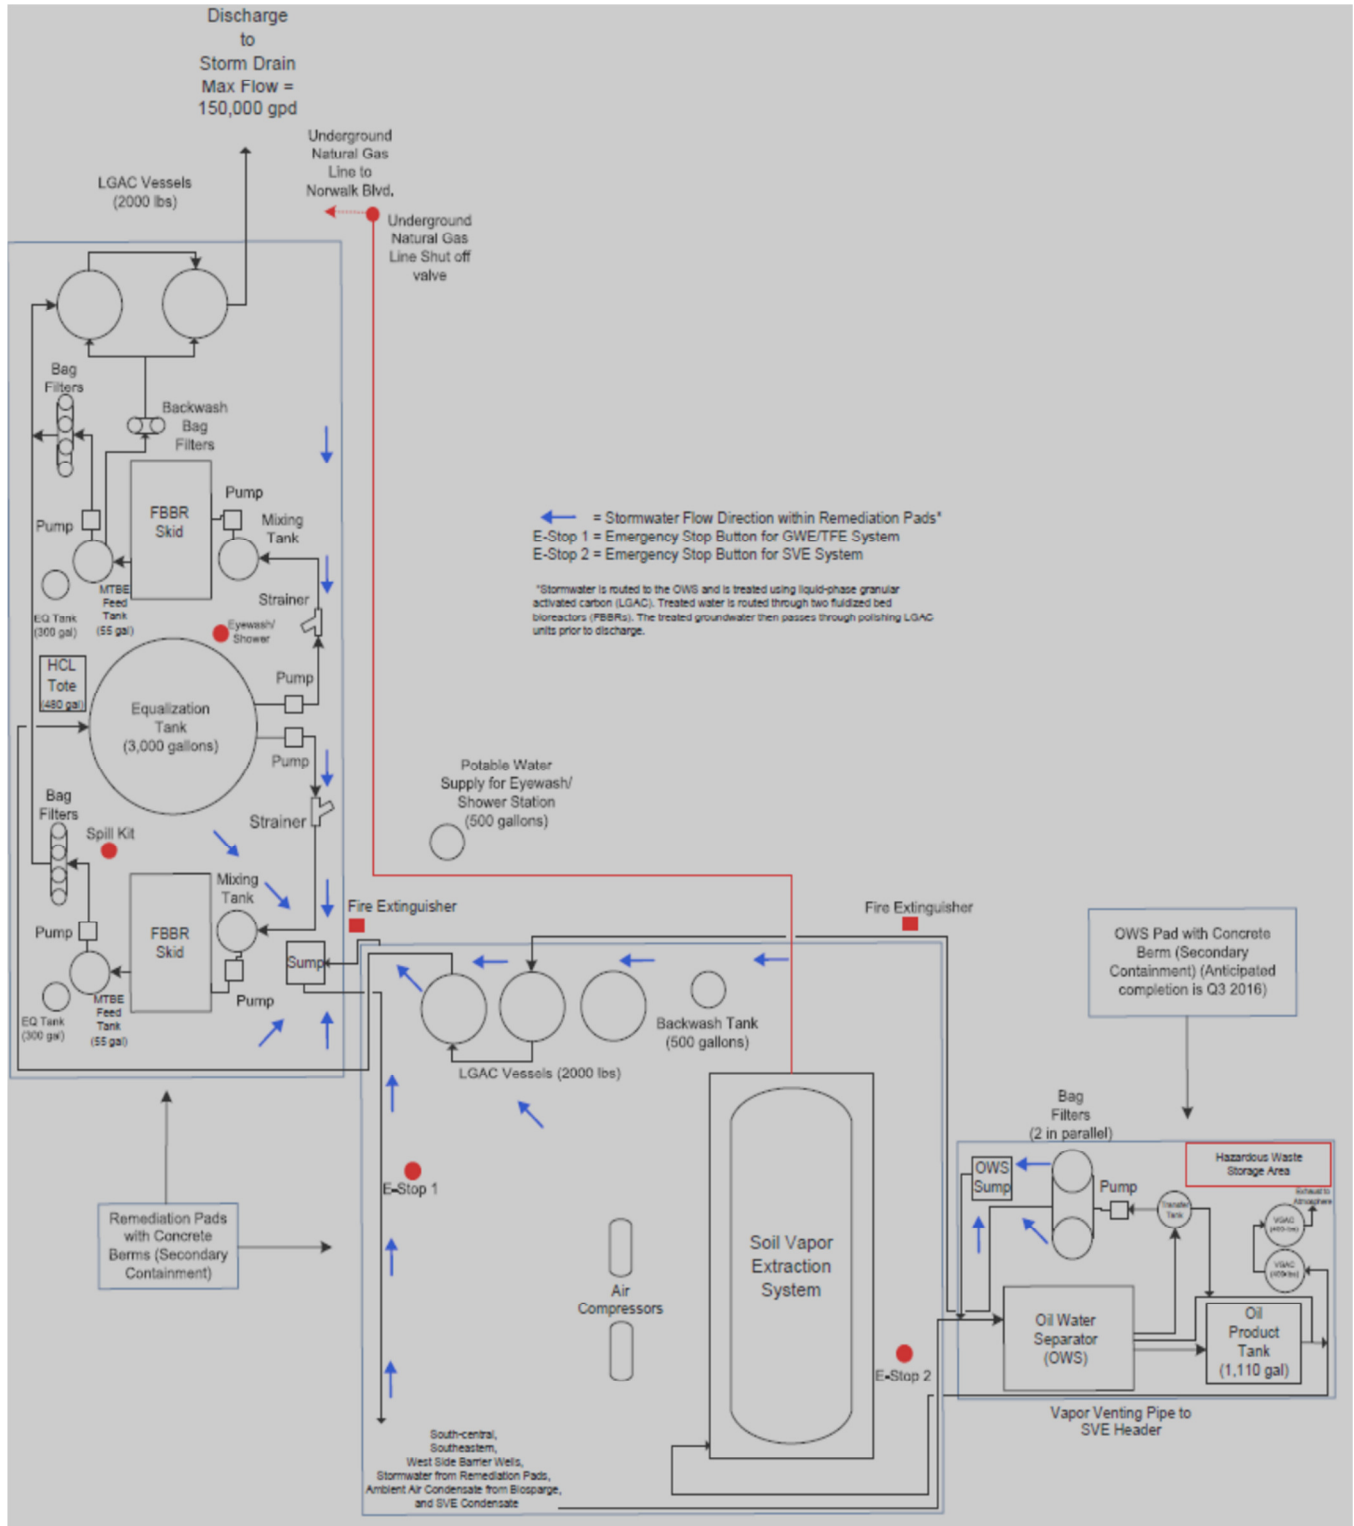 Discharge
to
Storm Drain
Max Flow =
150,000 gpd
Underground
Natural Gas
Line to
Norwalk Blvd.
LGAC Vessels
(2000 lbs)
Underground
Natural Gas
Line Shut off
valve
Bag
Filters
Backwash
Bag
Filters
Pump
FBBR
Skid
Pump
Mixing
Tank
EQ Tank
(300 gal)
MTBE
Feed
Tank
(55 gal)
Strainer
Eyewash/
Shower
= Stormwater Flow Direction within Remediation Pads*
E-Stop 1 = Emergency Stop Button for GWE/TFE System
E-Stop 2 = Emergency Stop Button for SVE System
*Stormwater is routed to the OWS and is treated using liquid-phase granular
activated carbon (LGAC). Treated water is routed through two fluidized bed
bioreactors (FBBRs). The treated groundwater then passes through polishing LGAC
units prior to discharge.
HCL
Tote
(480 gal)
Equalization
Tank
(3,000 gallons)
Pump
Pump
Strainer
Potable Water
Supply for Eyewash/
Shower Station
(500 gallons)
Bag
Filters
Spill Kit
Mixing
Tank
Pump
FBBR
Skid
Pump
EQ Tank
(300 gal)
MTBE
Feed
Tank
(55 gal)
Sump
Fire Extinguisher
Fire Extinguisher
OWS Pad with Concrete
Berm (Secondary
Containment) (Anticipated
completion is Q3 2016)
Backwash Tank
(500 gallons)
LGAC Vessels (2000 lbs)
E-Stop 1
Remediation Pads
with Concrete
Berms (Secondary
Containment)
Air
Compressors
Soil Vapor
Extraction
System
E-Stop 2
Bag
Filters
(2 in parallel)
OWS
Sump
Pump
Transfer
Tank
Hazardous Waste
Storage Area
Exhaust to
Atmosphere
VGAC
(400-lbs)
VGAC
(400-lbs)
Oil Water
Separator
(OWS)
Oil
Product
Tank
(1,110 gal)
Vapor Venting Pipe to
SVE Header
South-central,
Southeastern,
West Side Barrier Wells,
Stormwater from Remediation Pads,
Ambient Air Condensate from Biosparge,
and SVE Condensate